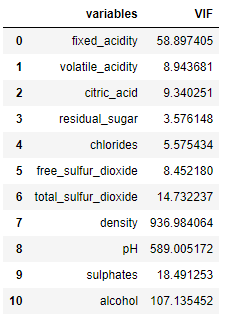 variables VIF
0 fixed_acidity 58.897405
1 volatile_acidity 8.943681
2 citric_acid 9.340251
3 residual_sugar 3.576148
4 chlorides 5.575434
5 free_sulfur_dioxide 8.452180
6 total_sulfur_dioxide 14.732237
7 density 936.984064
8 pH 589.005172
9 sulphates 18.491253
10 alcohol 107.135452